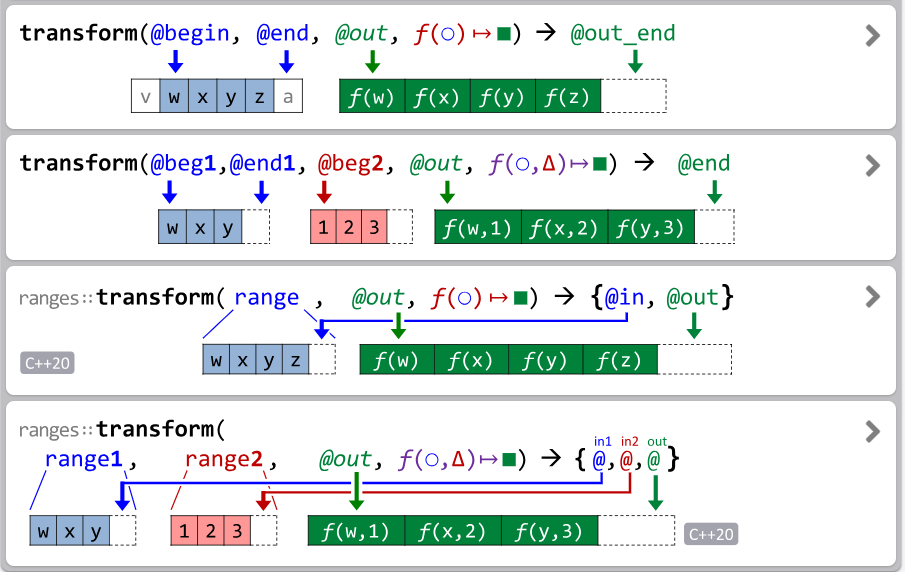 transform(@begin, @end, @out, f(○)↦■) → @out_end
v w x y z a f(w) f(x) f(y) f(z)
transform(@beg1,@end1, @beg2, @out, f(○,Δ)↦■) → @end
w x y 1 2 3 f(w,1) f(x,2) f(y,3)
ranges::transform( range , @out, f(○)↦■) → {@in, @out}
C++20 w x y z f(w) f(x) f(y) f(z)
ranges::transform(
in1 in2 out
range1, range2, @out, f(○,Δ)↦■) → {@,@,@}
w x y 1 2 3 f(w,1) f(x,2) f(y,3) C++20